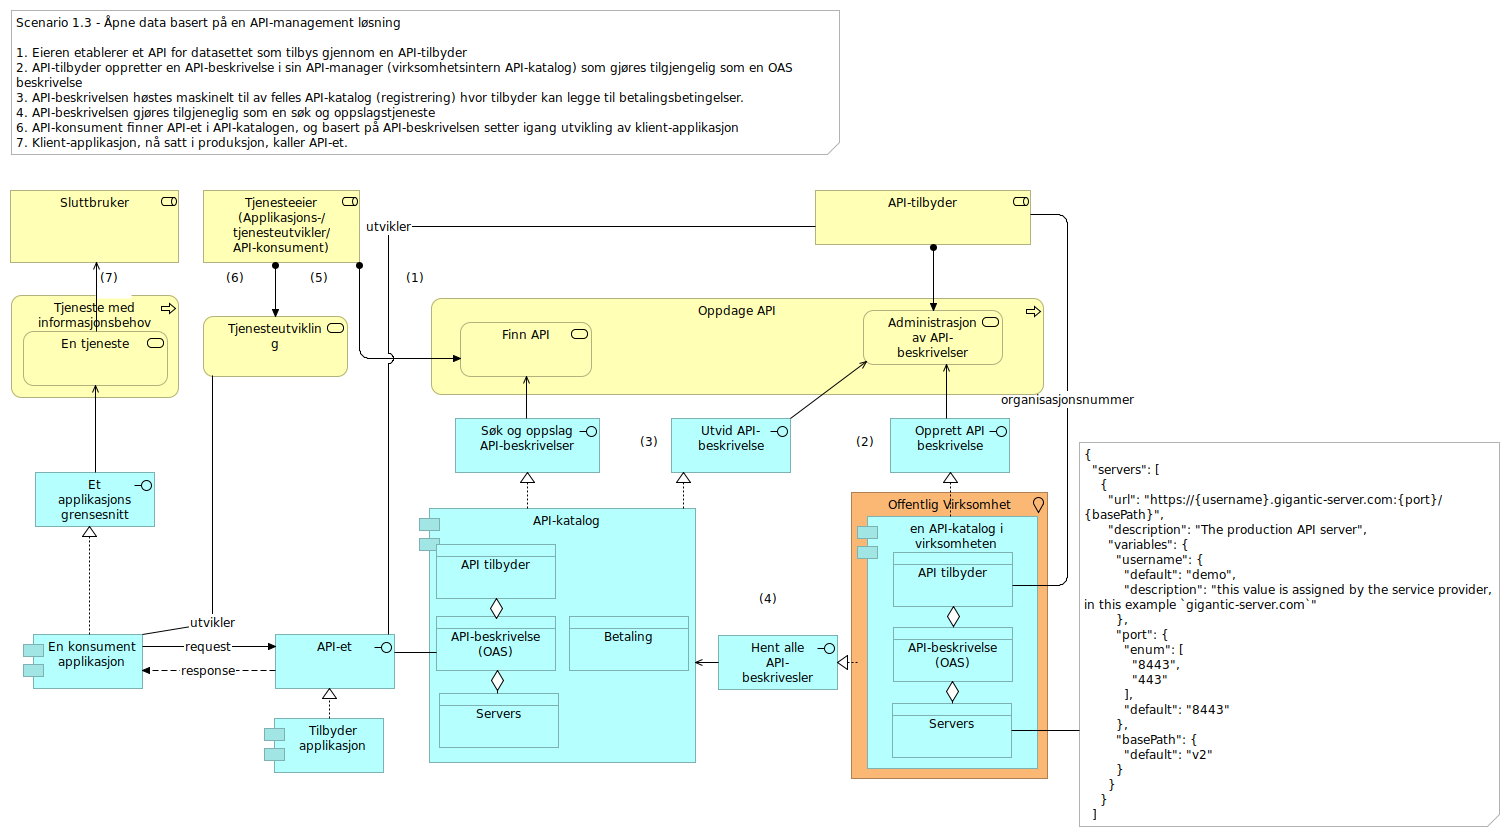 Scenario 1.3 - Åpne data basert på en API-management løsning
1. Eieren etablerer et API for datasettet som tilbys gjennom en API-tilbyder
2. API-tilbyder oppretter en API-beskrivelse i sin API-manager (virksomhetsintern API-katalog) som gjøres tilgjengelig som en OAS
beskrivelse
3. API-beskrivelsen høstes maskinelt til av felles API-katalog (registrering) hvor tilbyder kan legge til betalingsbetingelser.
4. API-beskrivelsen gjøres tilgjeneglig som en søk og oppslagstjeneste
6. API-konsument finner API-et i API-katalogen, og basert på API-beskrivelsen setter igang utvikling av klient-applikasjon
7. Klient-applikasjon, nå satt i produksjon, kaller API-et.
Sluttbruker
Tjenesteeier
(Applikasjons-/
tjenesteutvikler/
API-konsument)
utvikler
API-tilbyder
(7)
(6)
(5)
(1)
Tjeneste med
informasjonsbehov
En tjeneste
Tjenesteutviklin
g
Oppdage API
Finn API
Administrasjon
av API-
beskrivelser
organisasjonsnummer
Søk og oppslag
API-beskrivelser
(3)
Utvid API-
beskrivelse
(2)
Opprett API
beskrivelse
Et
applikasjons
grensesnitt
API-katalog
API tilbyder
API-beskrivelse
(OAS)
Servers
Betaling
(4)
Hent alle
API-
beskrivesler
Offentlig Virksomhet
en API-katalog i
virksomheten
API tilbyder
API-beskrivelse
(OAS)
Servers
utvikler
En konsument
applikasjon
request
response
API-et
Tilbyder
applikasjon
{
"servers": [
{
"url": "https://{username}.gigantic-server.com:{port}/
{basePath}",
"description": "The production API server",
"variables": {
"username": {
"default": "demo",
"description": "this value is assigned by the service provider,
in this example `gigantic-server.com`"
},
"port": {
"enum": [
"8443",
"443"
],
"default": "8443"
},
"basePath": {
"default": "v2"
}
}
}
]